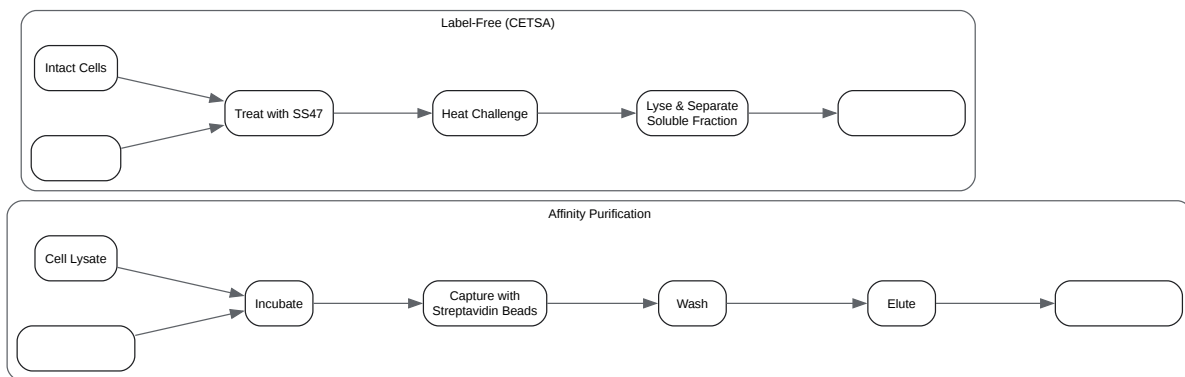 Label-Free (CETSA)
Intact Cells
Treat with SS47
Heat Challenge
Lyse & Separate
Soluble Fraction
Affinity Purification
Cell Lysate
Incubate
Capture with
Streptavidin Beads
Wash
Elute